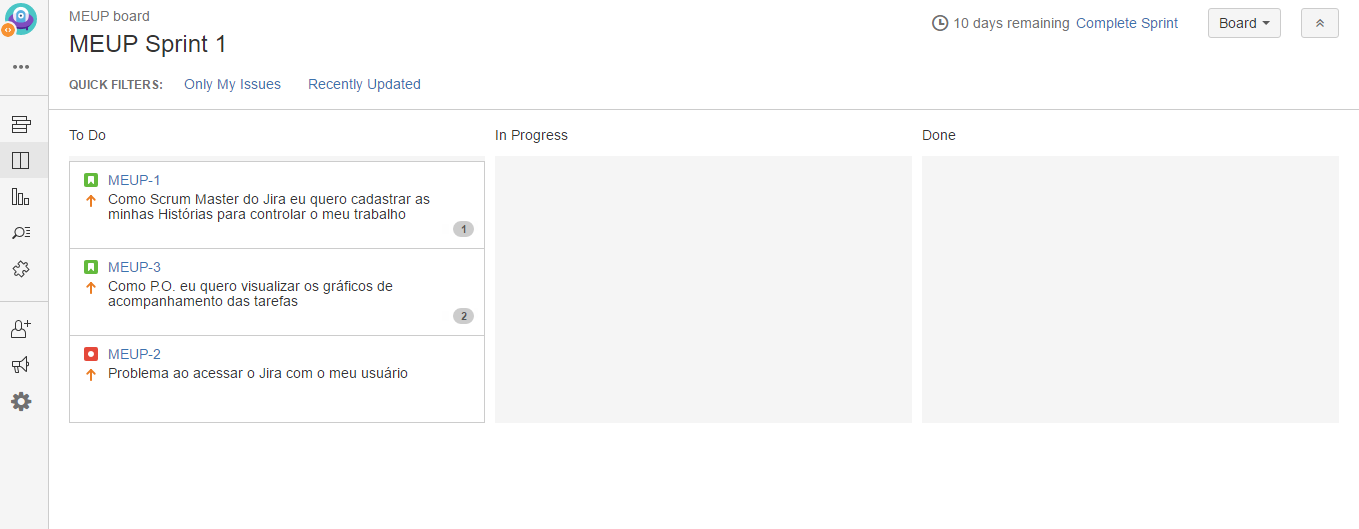 MEUP board
MEUP Sprint 1
10 days remaining Complete Sprint
Board
QUICK FILTERS: Only My Issues Recently Updated
To Do
In Progress
Done
MEUP-1
Como Scrum Master do Jira eu quero cadastrar as
minhas Histórias para controlar o meu trabalho
1
MEUP-3
Como P.O. eu quero visualizar os gráficos de
acompanhamento das tarefas
2
MEUP-2
Problema ao acessar o Jira com o meu usuário